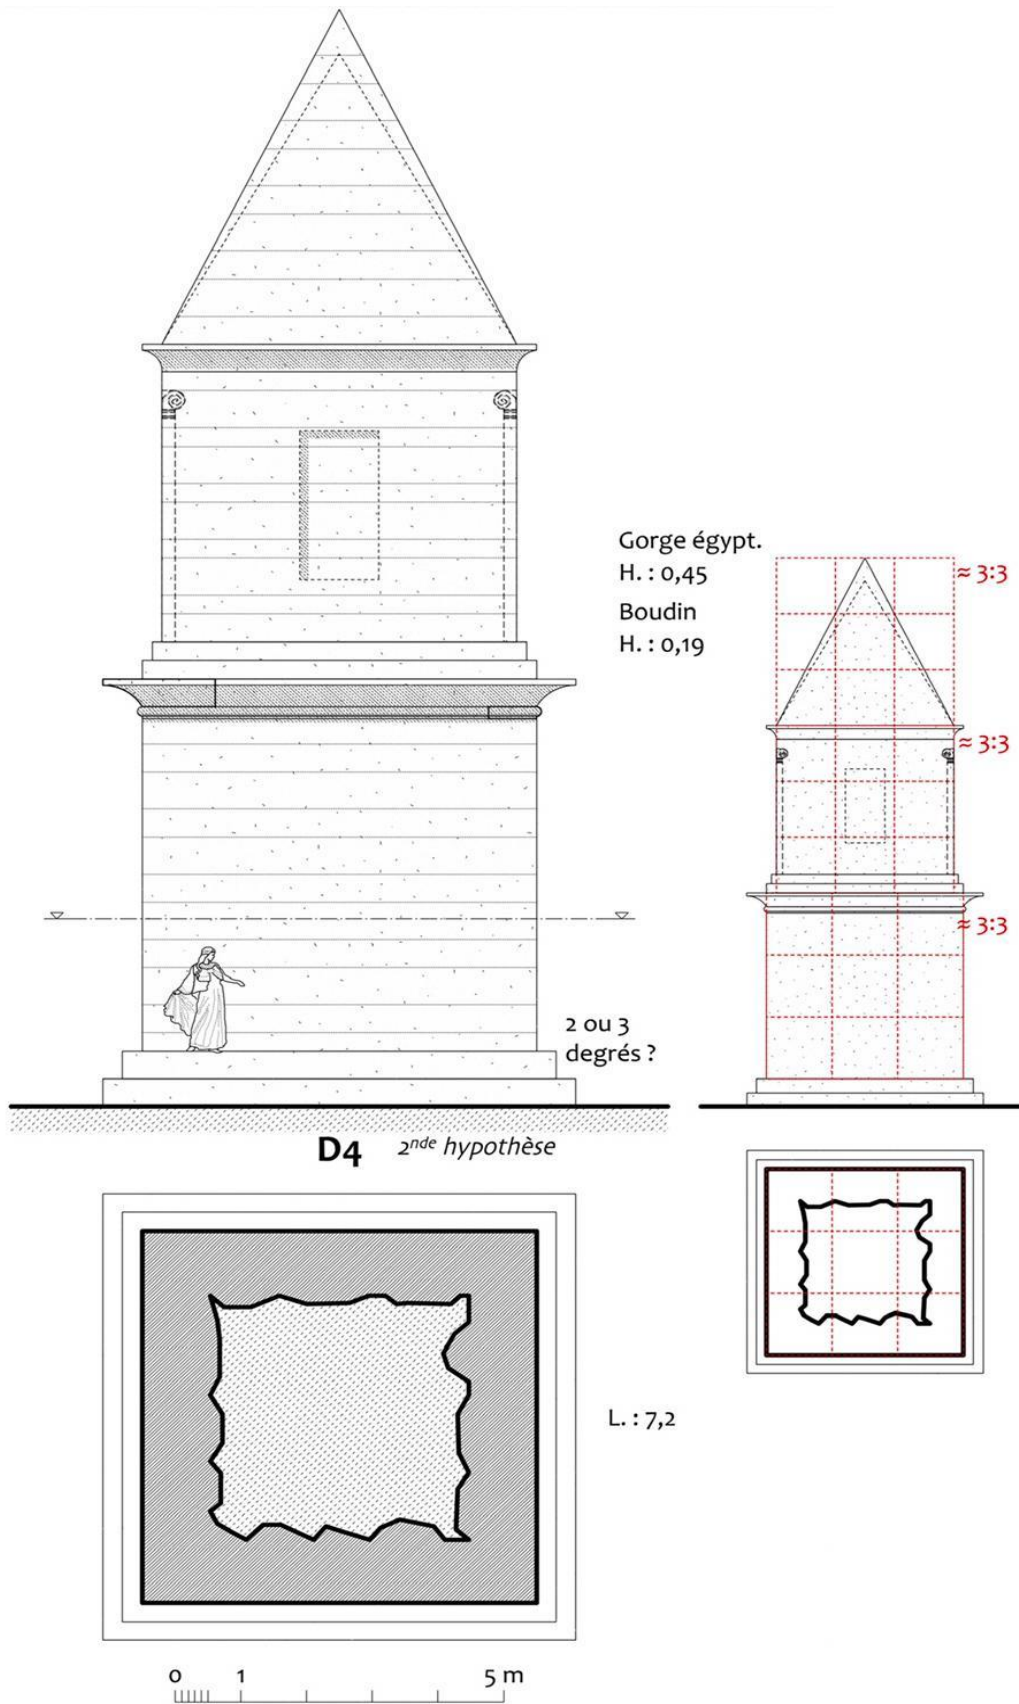 Gorge égypt.
H. : 0,45
Boudin
H. : 0,19
≈ 3:3
≈ 3:3
≈ 3:3
2 ou 3
degrés ?
D4 2nde hypothèse
L. : 7,2
0 1 5 m